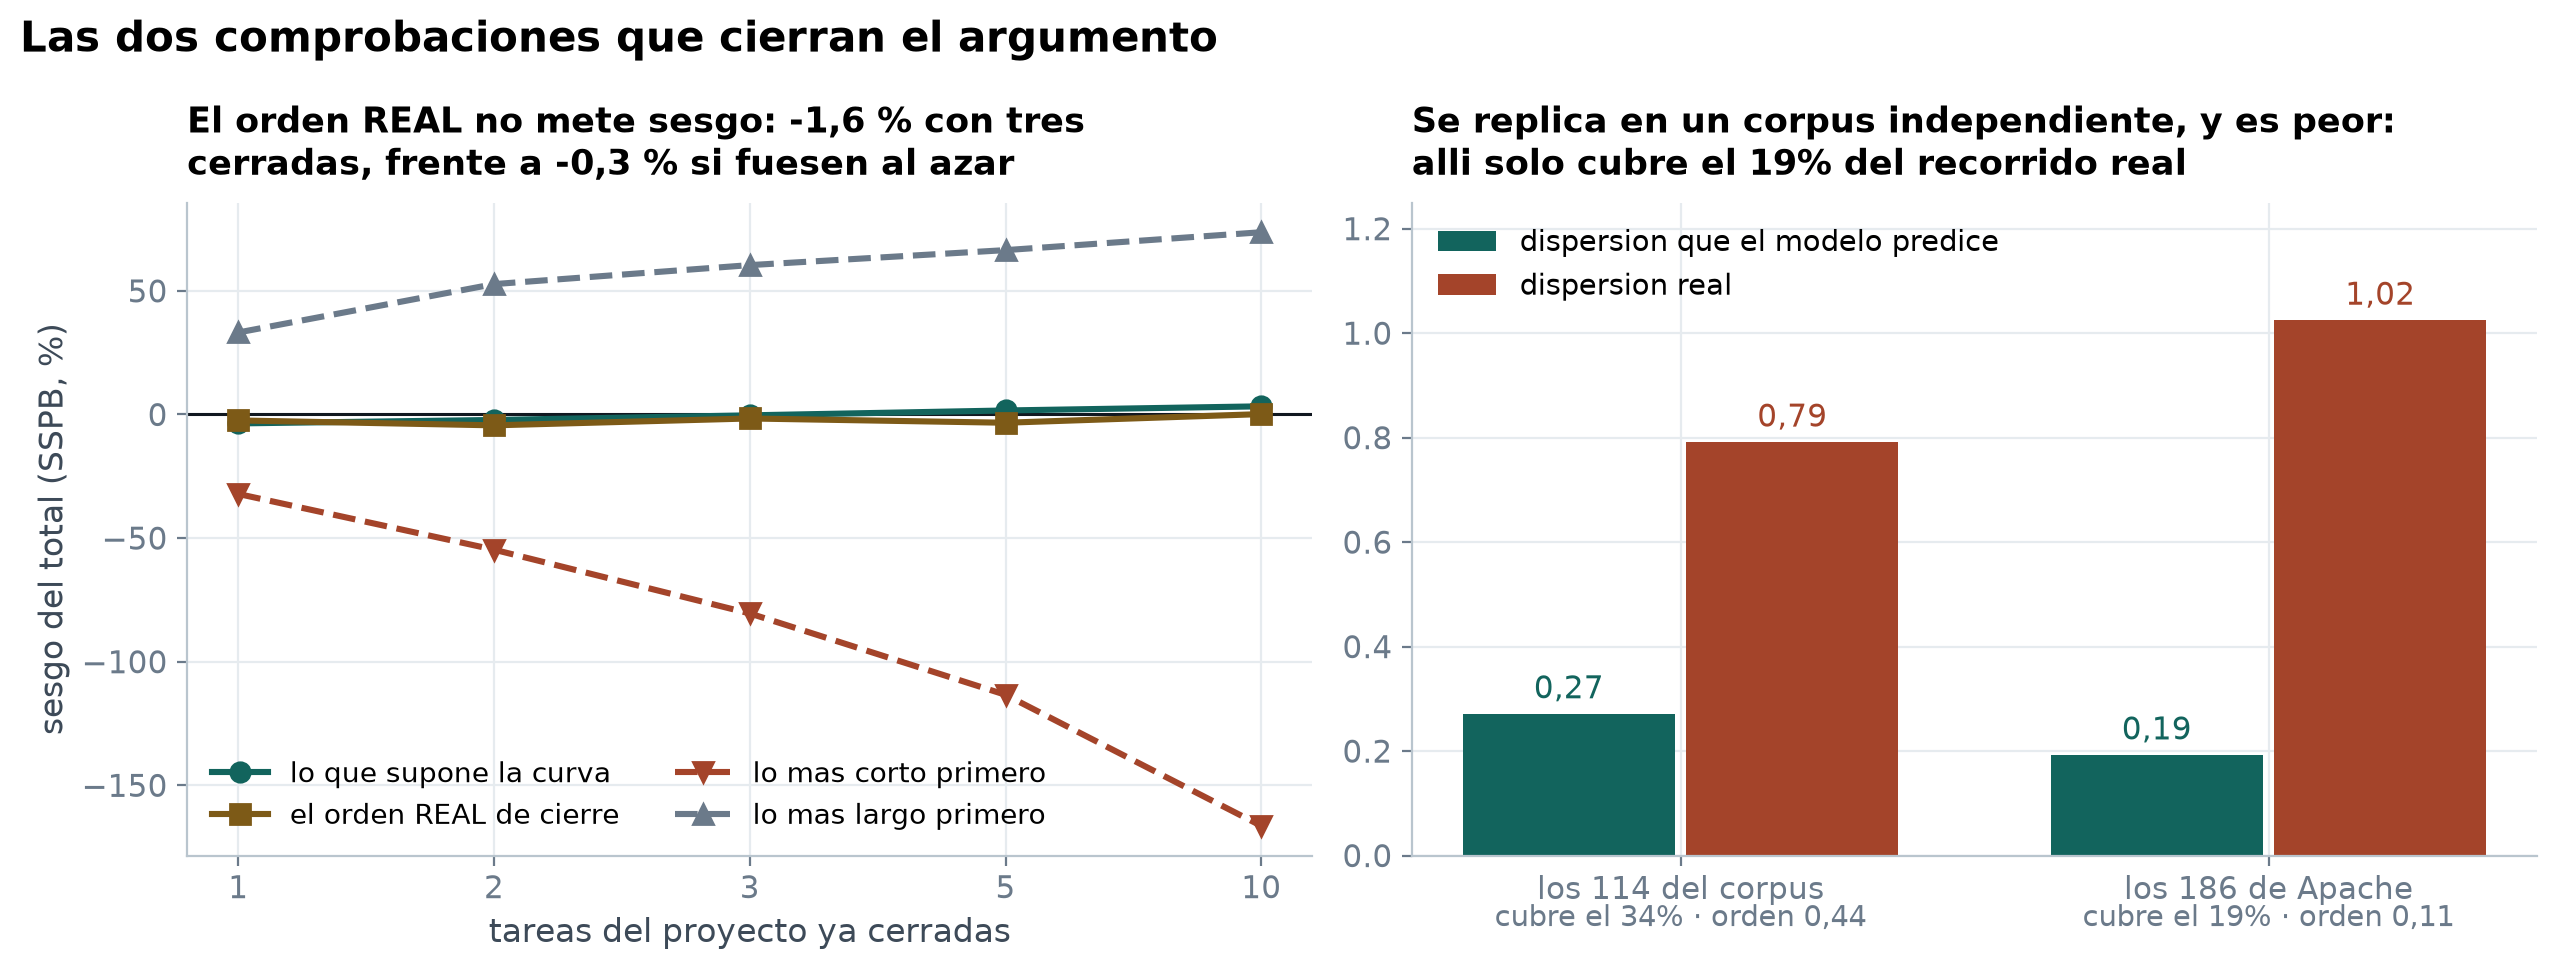 Las dos comprobaciones que cierran el argumento
El orden REAL no mete sesgo: -1,6 % con tres
cerradas, frente a -0,3 % si fuesen al azar
sesgo del total (SSPB, %)
50
0
−50
−100
−150
lo que supone la curva
el orden REAL de cierre
lo mas corto primero
lo mas largo primero
1
2
3
5
10
tareas del proyecto ya cerradas
Se replica en un corpus independiente, y es peor:
alli solo cubre el 19% del recorrido real
1.2
1.0
0.8
0.6
0.4
0.2
0.0
dispersion que el modelo predice
dispersion real
0,27
0,79
0,19
1,02
los 114 del corpus
cubre el 34% · orden 0,44
los 186 de Apache
cubre el 19% · orden 0,11